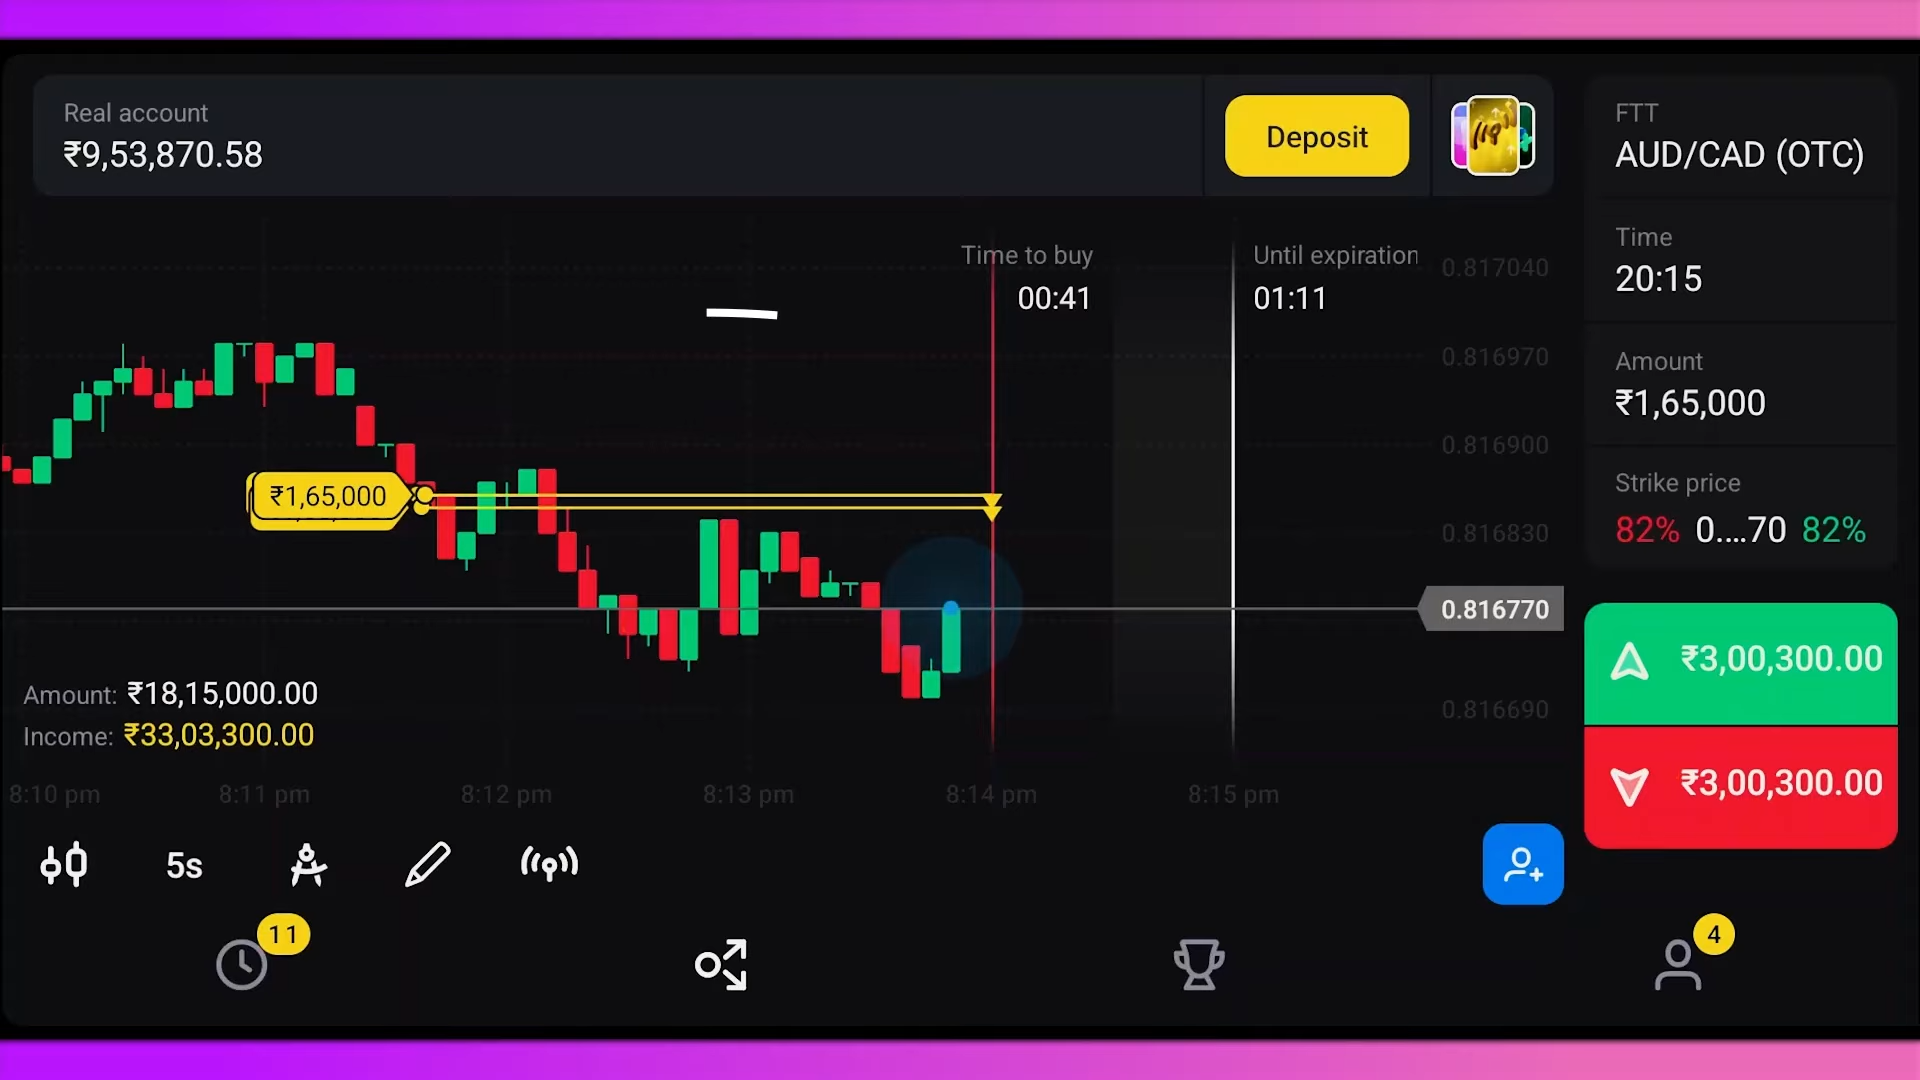 Real account
₹9,53,870.58
Deposit
FTT
AUD/CAD (OTC)
Time
20:15
Amount
₹1,65,000
Strike price
82% 0....70 82%
₹3,00,300.00
₹3,00,300.00
Time to buy
00:41
Until expiration
01:11
0.817040
0.816970
0.816900
0.816830
0.816770
0.816690
₹1,65,000
Amount: ₹18,15,000.00
Income: ₹33,03,300.00
8:10 pm 8:11 pm 8:12 pm 8:13 pm 8:14 pm 8:15 pm
5s
11
4